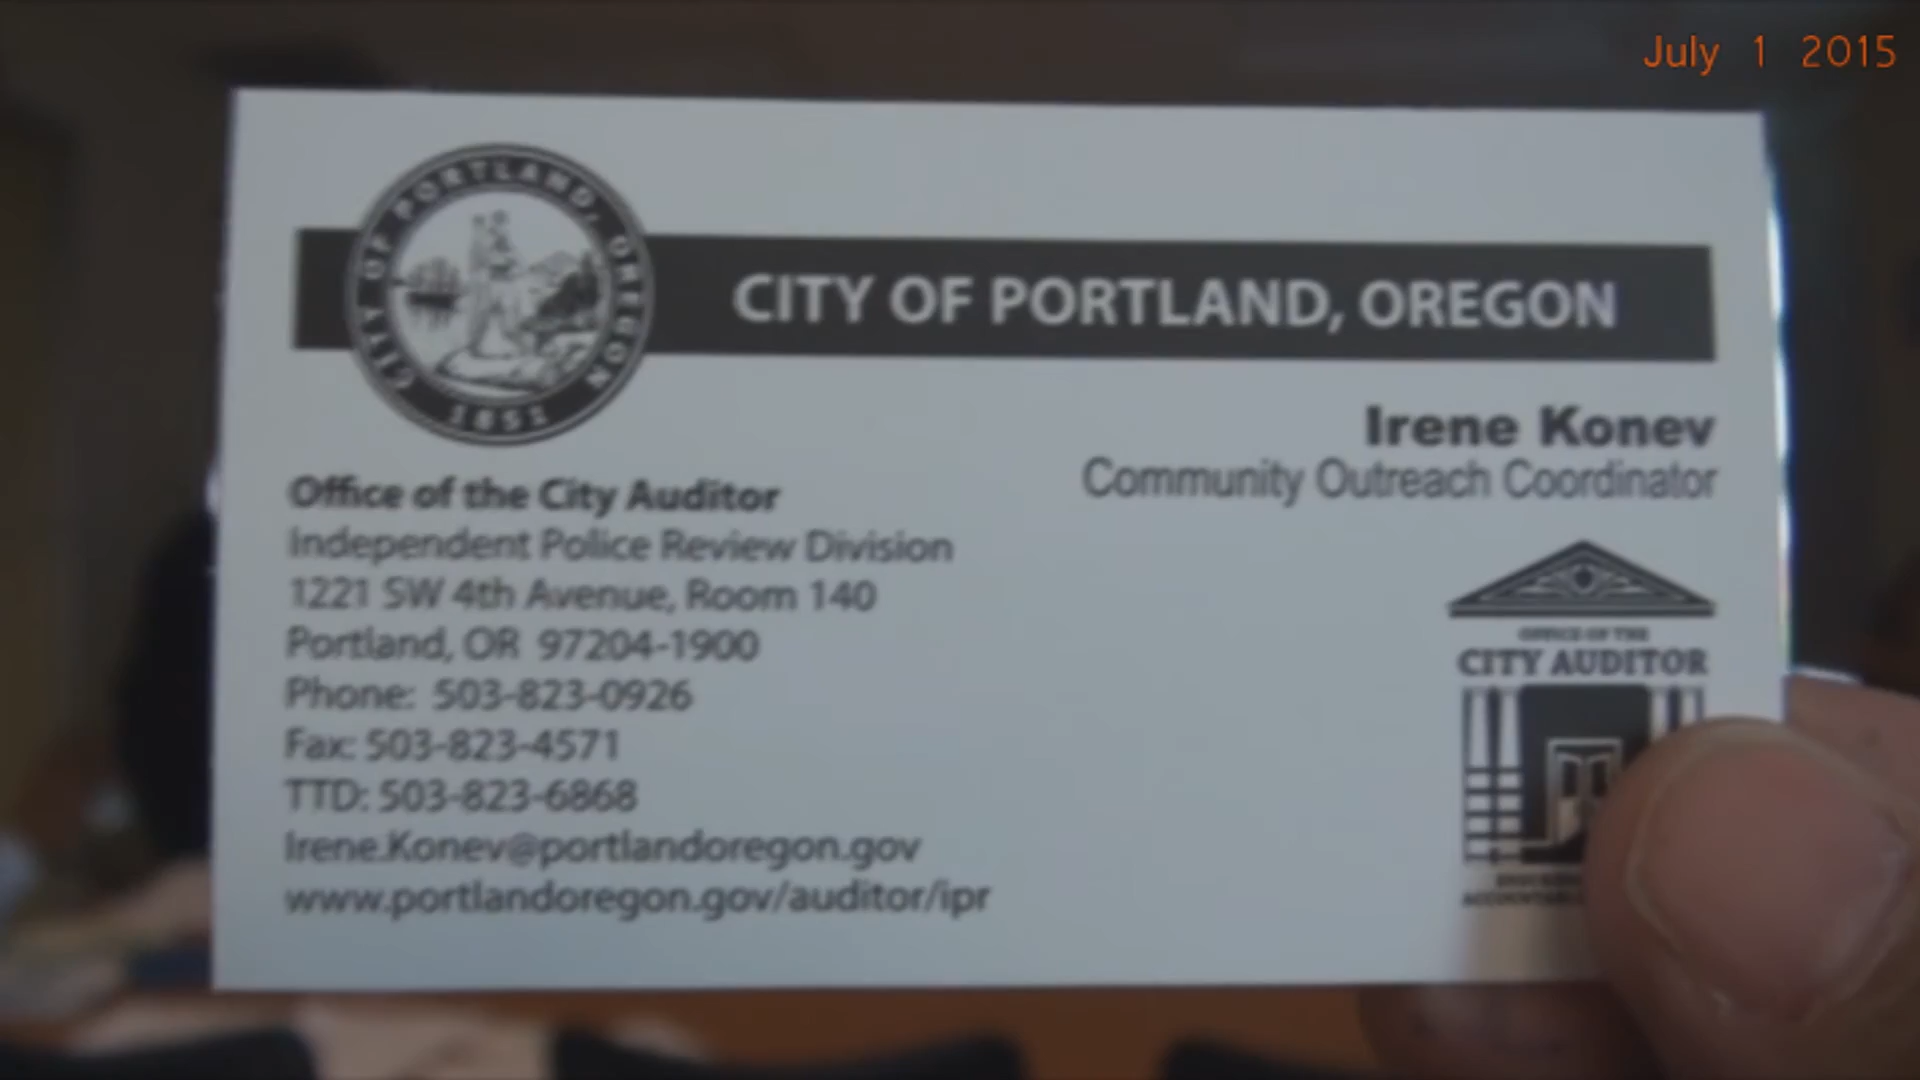 July 1 2015
CITY OF PORTLAND, OREGON
1851
CITY OF PORTLAND, OREGON
Irene Konev
Community Outreach Coordinator
Office of the City Auditor
Independent Police Review Division
1221 SW 4th Avenue, Room 140
Portland, OR 97204-1900
Phone: 503-823-0926
Fax: 503-823-4571
TTD: 503-823-6868
Irene.Konev@portlandoregon.gov
www.portlandoregon.gov/auditor/ipr
OFFICE OF THE
CITY AUDITOR